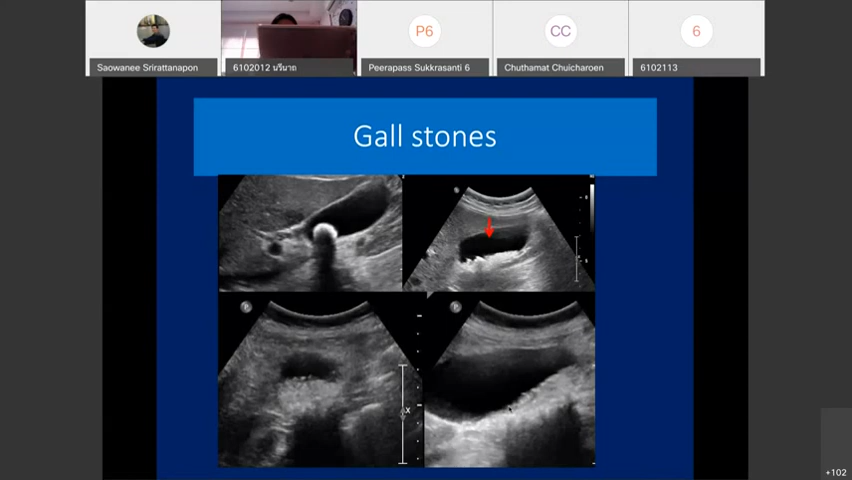 P6
CC
6
Saowanee Srirattanapon
6102012 นรีนาถ
Peerapass Sukkrasanti 6
Chuthamat Chuicharoen
6102113
Gall stones
P
X
+102